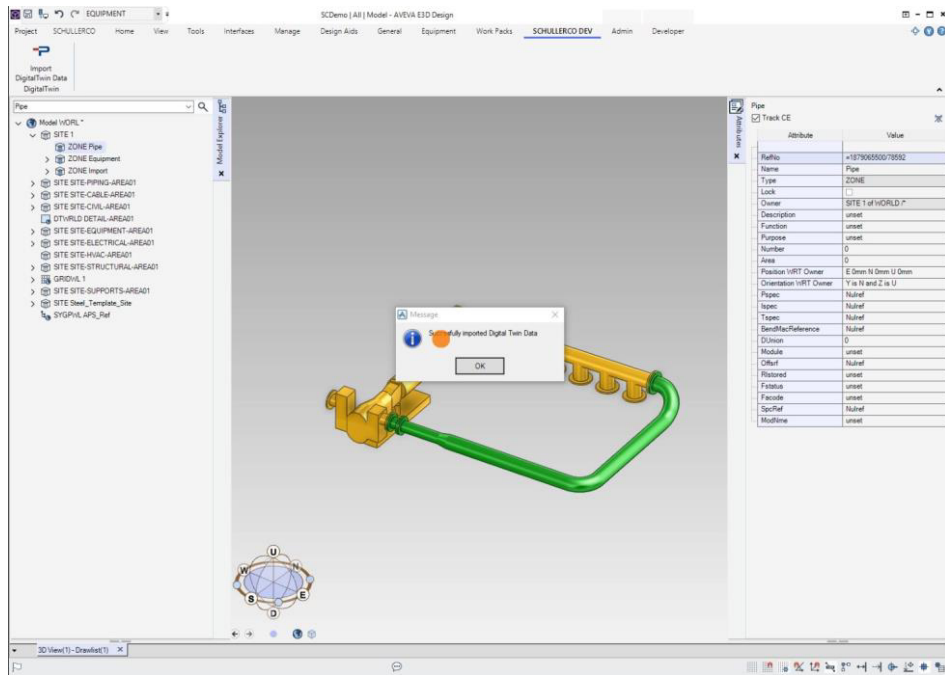 EQUIPMENT
SCDemo | All | Model - AVEVA E3D Design
Project SCHULLERCO Home View Tools Interfaces Manage Design Aids General Equipment Work Packs SCHULLERCO DEV Admin Developer
Import
DigitalTwin Data
DigitalTwin
Pipe
Model WORL *
SITE 1
ZONE Pipe
ZONE Equipment
ZONE Import
SITE SITE-PIPING-AREA01
SITE SITE-CABLE-AREA01
SITE SITE-CIVIL-AREA01
DTWRLD DETAIL-AREA01
SITE SITE-EQUIPMENT-AREA01
SITE SITE-ELECTRICAL-AREA01
SITE SITE-HVAC-AREA01
SITE SITE-STRUCTURAL-AREA01
GRIDWL 1
SITE SITE-SUPPORTS-AREA01
SITE Steel_Template_Site
SYGPWL APS_Ref
Model Explorer
Message
Successfully imported Digital Twin Data
OK
U
N
W
E
S
D
Attributes
Pipe
Track CE
Attribute Value
RefNo =1879065500/78592
Name Pipe
Type ZONE
Lock
Owner SITE 1 of WORLD /*
Description unset
Function unset
Purpose unset
Number 0
Area 0
Position WRT Owner E 0mm N 0mm U 0mm
Orientation WRT Owner Y is N and Z is U
Pspec Nulref
Ispec Nulref
Tspec Nulref
BendMacReference Nulref
DUnion 0
Module unset
Offsrf Nulref
Rlstored unset
Fstatus unset
Facode unset
SpcRef Nulref
ModNme unset
3D View(1) - Drawlist(1)